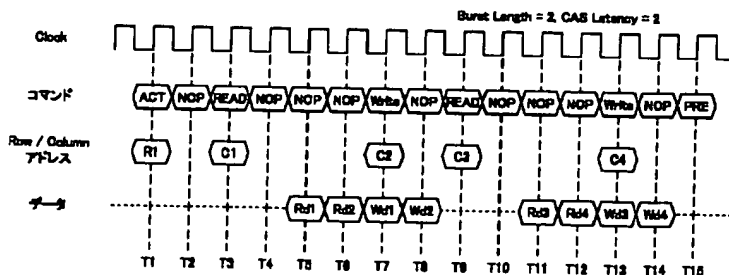 Burst Length = 2, CAS Latency = 2
Clock
コマンド
ACT NOP READ NOP NOP NOP Write NOP READ NOP NOP NOP Write NOP PRE
Row / Column
アドレス
R1 C1 C2 C3 C4
データ
Rd1 Rd2 Wd1 Wd2 Rd3 Rd4 Wd3 Wd4
T1 T2 T3 T4 T5 T6 T7 T8 T9 T10 T11 T12 T13 T14 T15